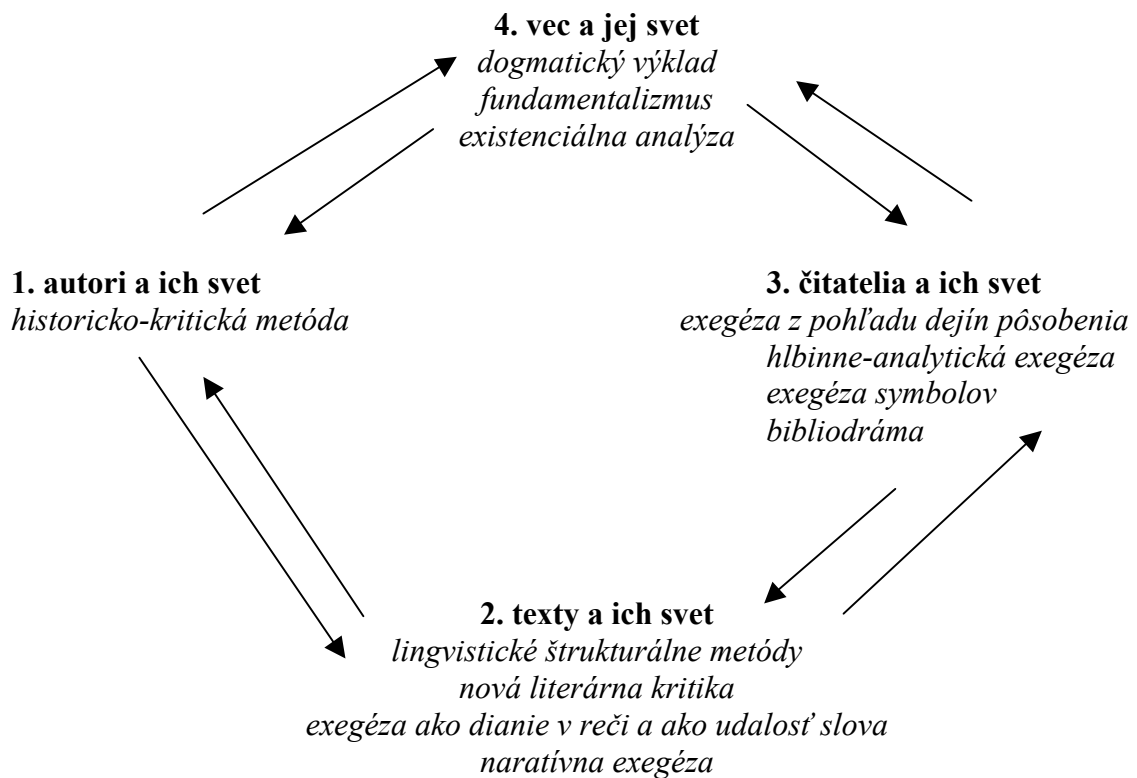 4. vec a jej svet
dogmatický výklad
fundamentalizmus
existenciálna analýza
1. autori a ich svet
historicko-kritická metóda
3. čitatelia a ich svet
exegéza z pohľadu dejín pôsobenia
hlbinne-analytická exegéza
exegéza symbolov
bibliodráma
2. texty a ich svet
lingvistické štrukturálne metódy
nová literárna kritika
exegéza ako dianie v reči a ako udalosť slova
naratívna exegéza